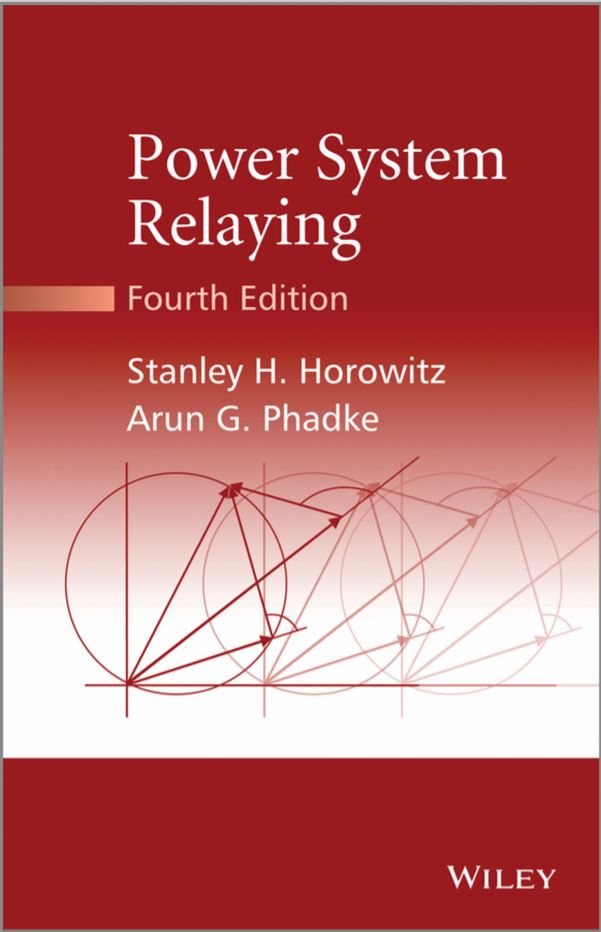 Power System
Relaying
Fourth Edition
Stanley H. Horowitz
Arun G. Phadke
WILEY